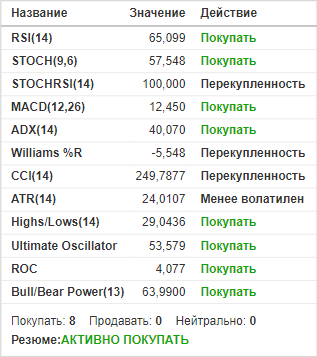 Название Значение Действие
RSI(14) 65,099 Покупать
STOCH(9,6) 57,548 Покупать
STOCHRSI(14) 100,000 Перекупленность
MACD(12,26) 12,450 Покупать
ADX(14) 40,070 Покупать
Williams %R -5,548 Перекупленность
CCI(14) 249,7877 Перекупленность
ATR(14) 24,0107 Менее волатилен
Highs/Lows(14) 29,0436 Покупать
Ultimate Oscillator 53,579 Покупать
ROC 4,077 Покупать
Bull/Bear Power(13) 63,9900 Покупать
Покупать: 8 Продавать: 0 Нейтрально: 0
Резюме:АКТИВНО ПОКУПАТЬ